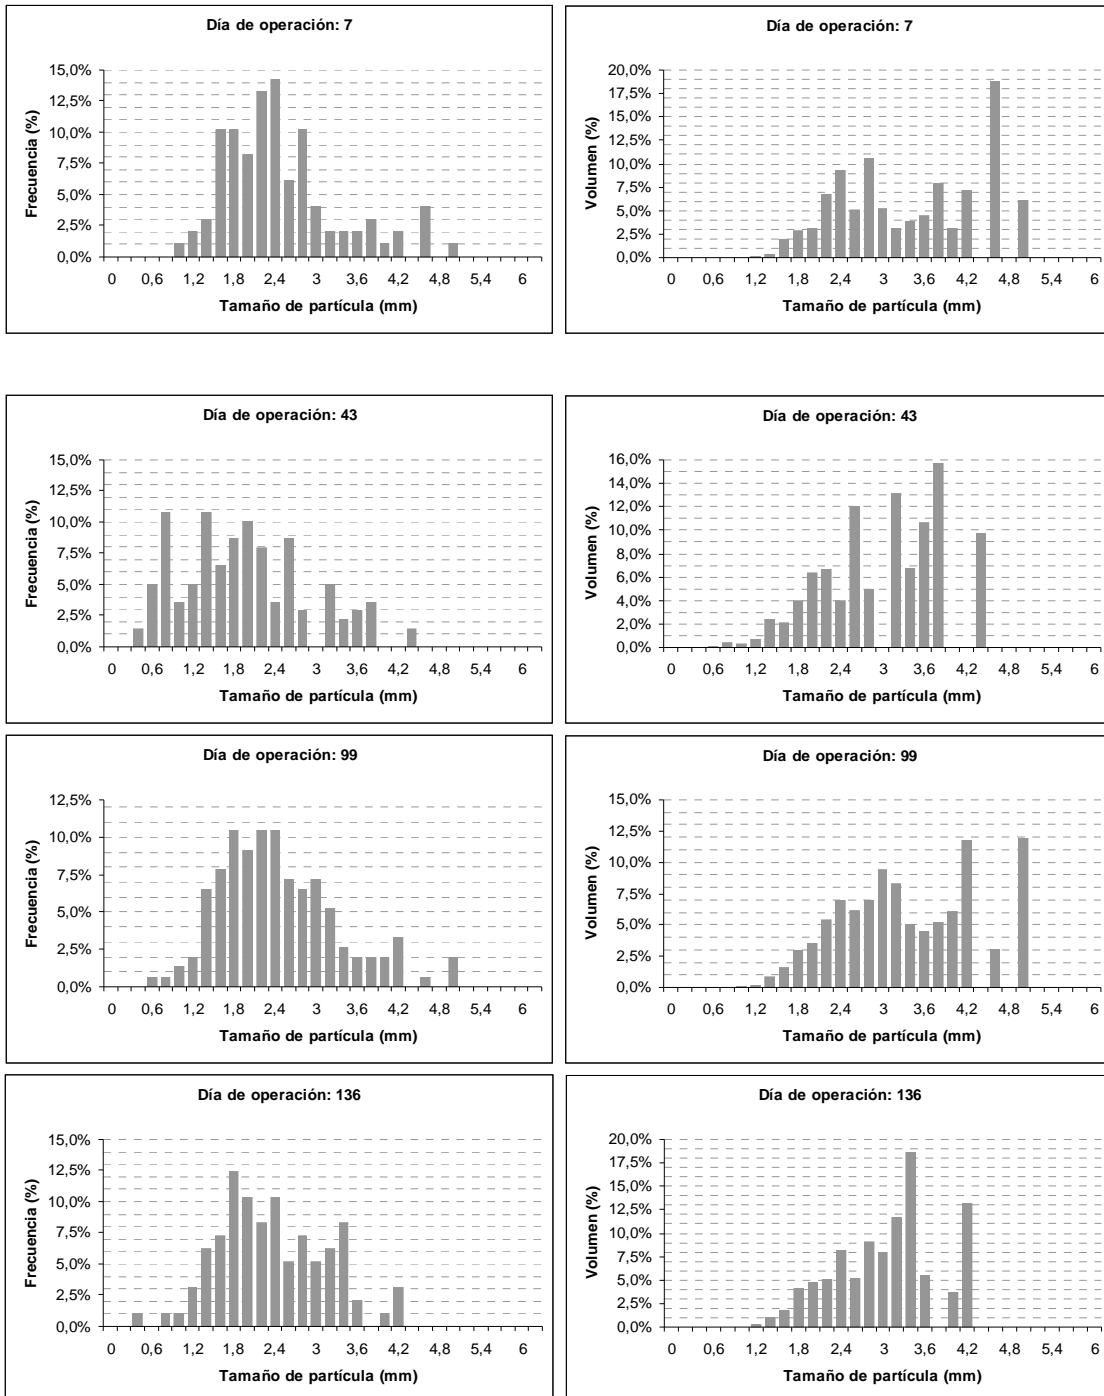 Día de operación: 7
15,0%
12,5%
10,0%
7,5%
5,0%
2,5%
0,0%
Frecuencia (%)
0 0,6 1,2 1,8 2,4 3 3,6 4,2 4,8 5,4 6
Tamaño de partícula (mm)
Día de operación: 7
20,0%
17,5%
15,0%
12,5%
10,0%
7,5%
5,0%
2,5%
0,0%
Volumen (%)
0 0,6 1,2 1,8 2,4 3 3,6 4,2 4,8 5,4 6
Tamaño de partícula (mm)
Día de operación: 43
15,0%
12,5%
10,0%
7,5%
5,0%
2,5%
0,0%
Frecuencia (%)
0 0,6 1,2 1,8 2,4 3 3,6 4,2 4,8 5,4 6
Tamaño de partícula (mm)
Día de operación: 43
16,0%
14,0%
12,0%
10,0%
8,0%
6,0%
4,0%
2,0%
0,0%
Volumen (%)
0 0,6 1,2 1,8 2,4 3 3,6 4,2 4,8 5,4 6
Tamaño de partícula (mm)
Día de operación: 99
12,5%
10,0%
7,5%
5,0%
2,5%
0,0%
Frecuencia (%)
0 0,6 1,2 1,8 2,4 3 3,6 4,2 4,8 5,4 6
Tamaño de partícula (mm)
Día de operación: 99
15,0%
12,5%
10,0%
7,5%
5,0%
2,5%
0,0%
Volumen (%)
0 0,6 1,2 1,8 2,4 3 3,6 4,2 4,8 5,4 6
Tamaño de partícula (mm)
Día de operación: 136
15,0%
12,5%
10,0%
7,5%
5,0%
2,5%
0,0%
Frecuencia (%)
0 0,6 1,2 1,8 2,4 3 3,6 4,2 4,8 5,4 6
Tamaño de partícula (mm)
Día de operación: 136
20,0%
17,5%
15,0%
12,5%
10,0%
7,5%
5,0%
2,5%
0,0%
Volumen (%)
0 0,6 1,2 1,8 2,4 3 3,6 4,2 4,8 5,4 6
Tamaño de partícula (mm)